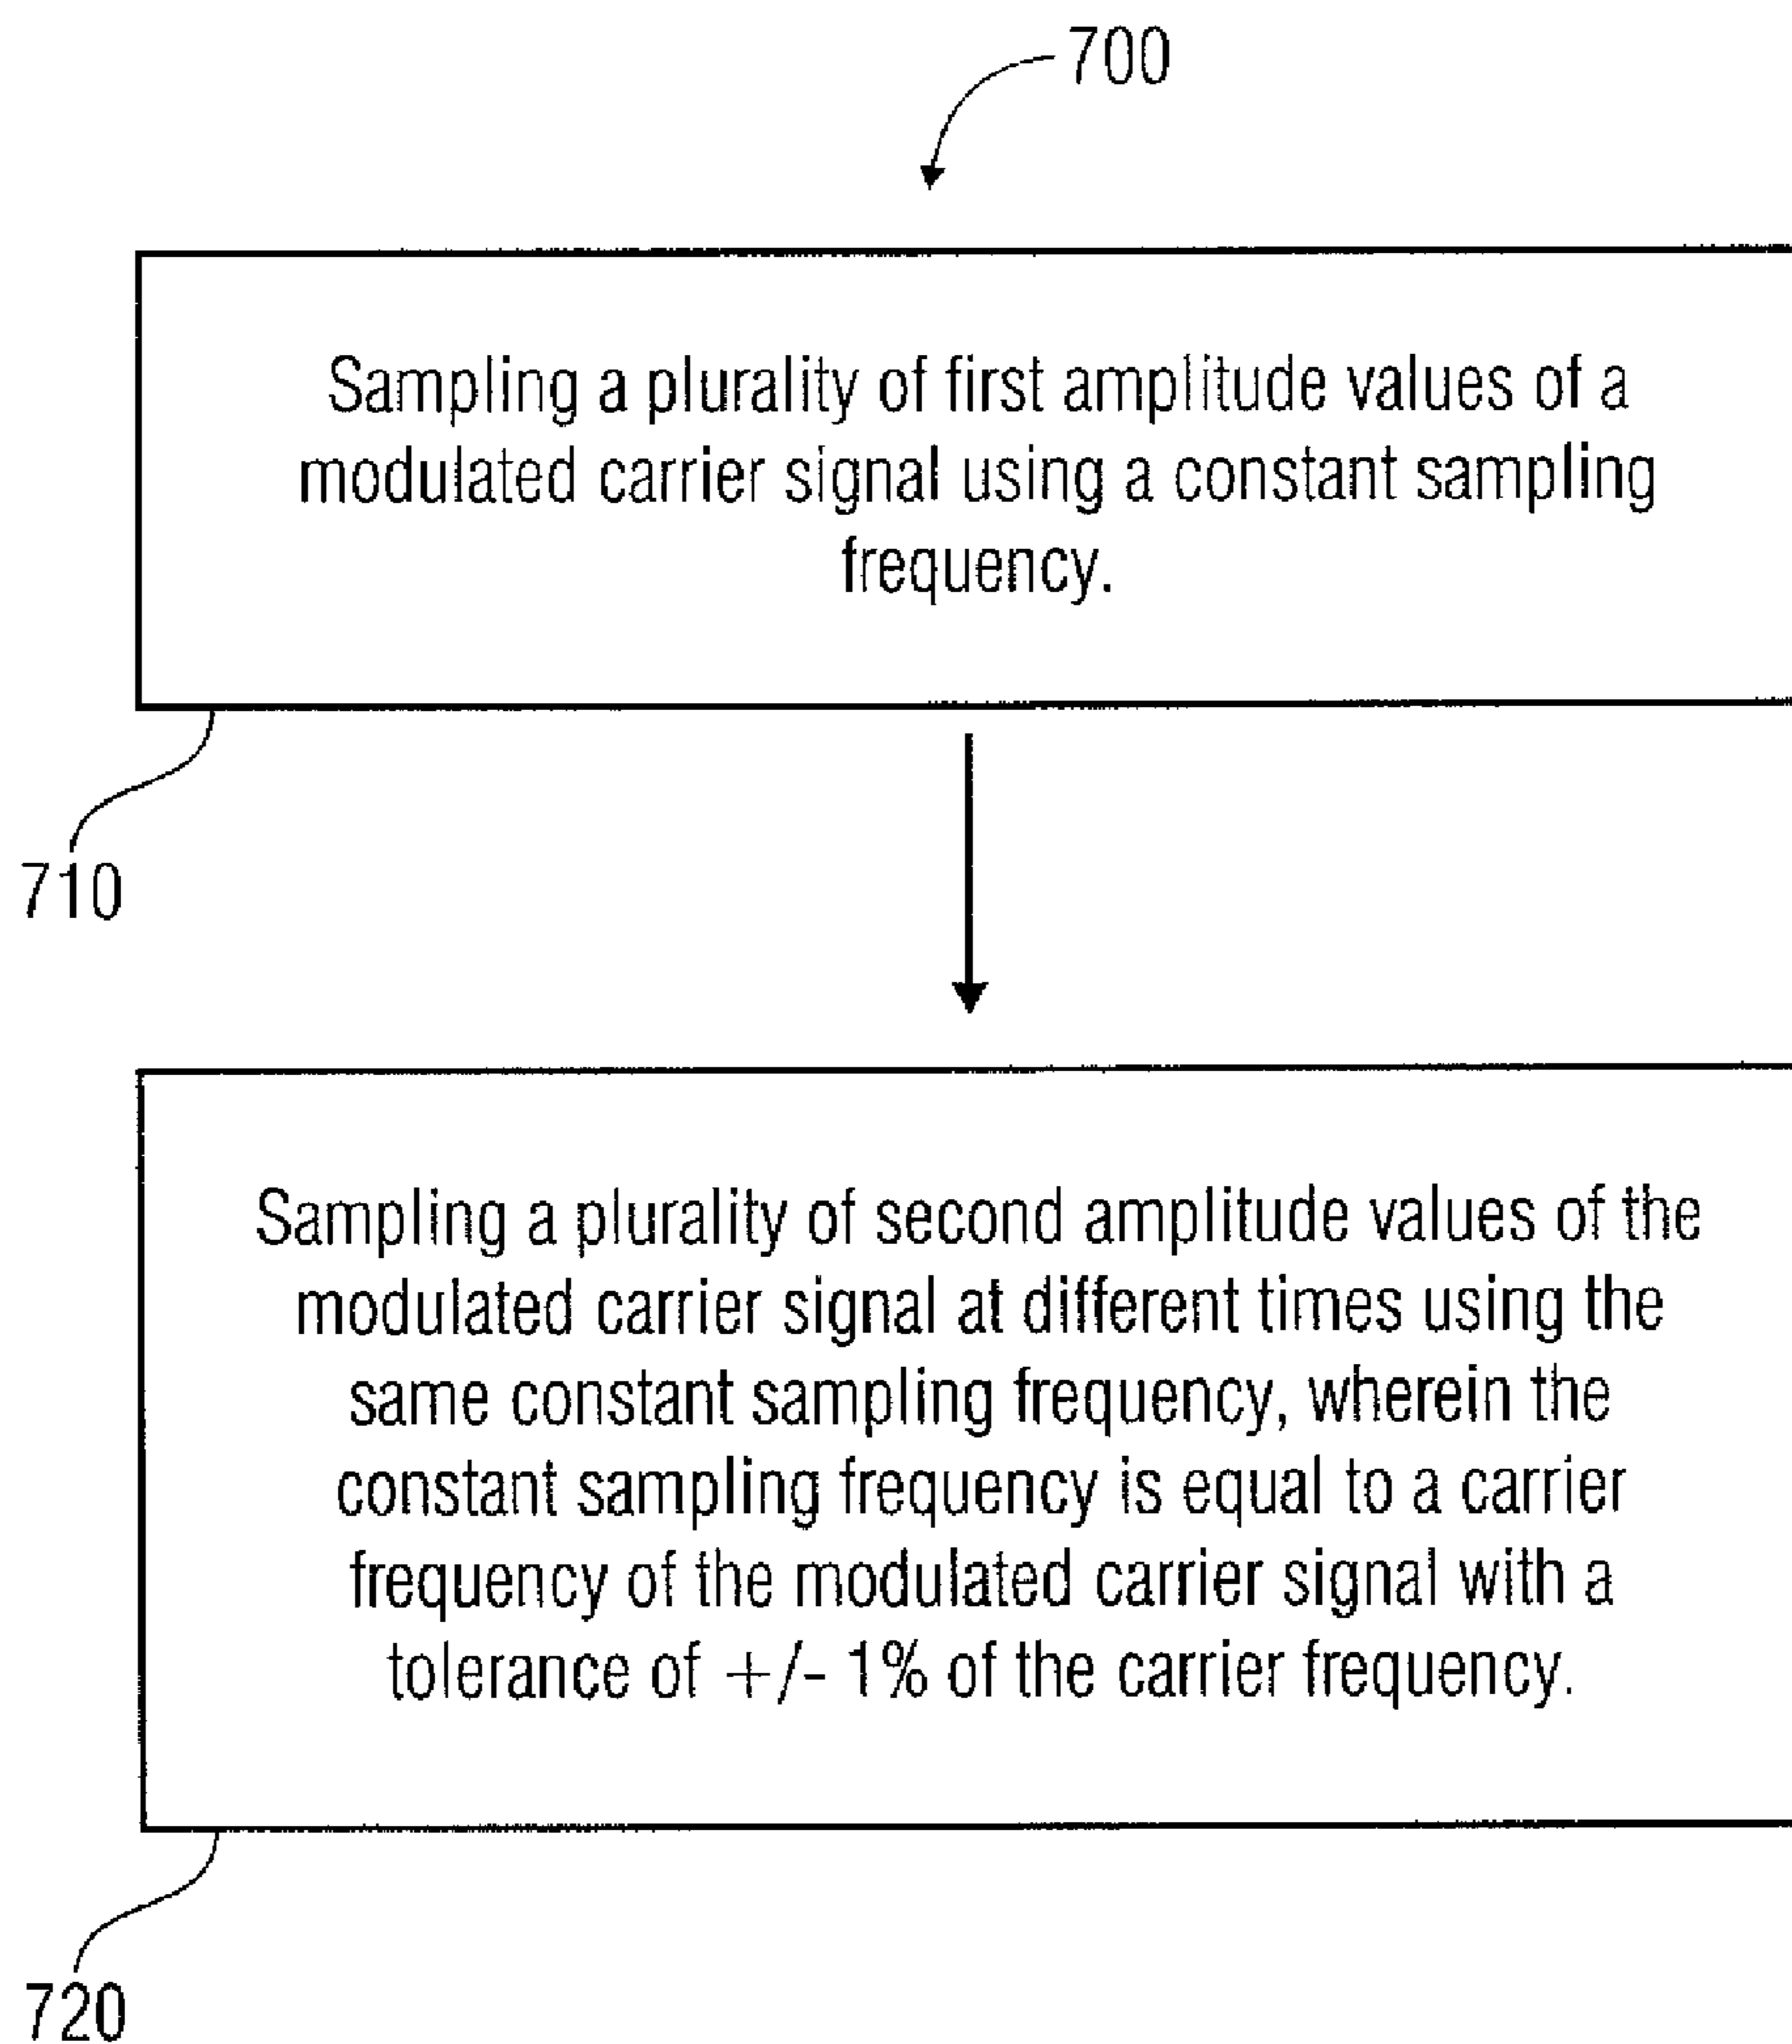 700
Sampling a plurality of first amplitude values of a
modulated carrier signal using a constant sampling
frequency.
710
Sampling a plurality of second amplitude values of the
modulated carrier signal at different times using the
same constant sampling frequency, wherein the
constant sampling frequency is equal to a carrier
frequency of the modulated carrier signal with a
tolerance of +/- 1% of the carrier frequency.
720